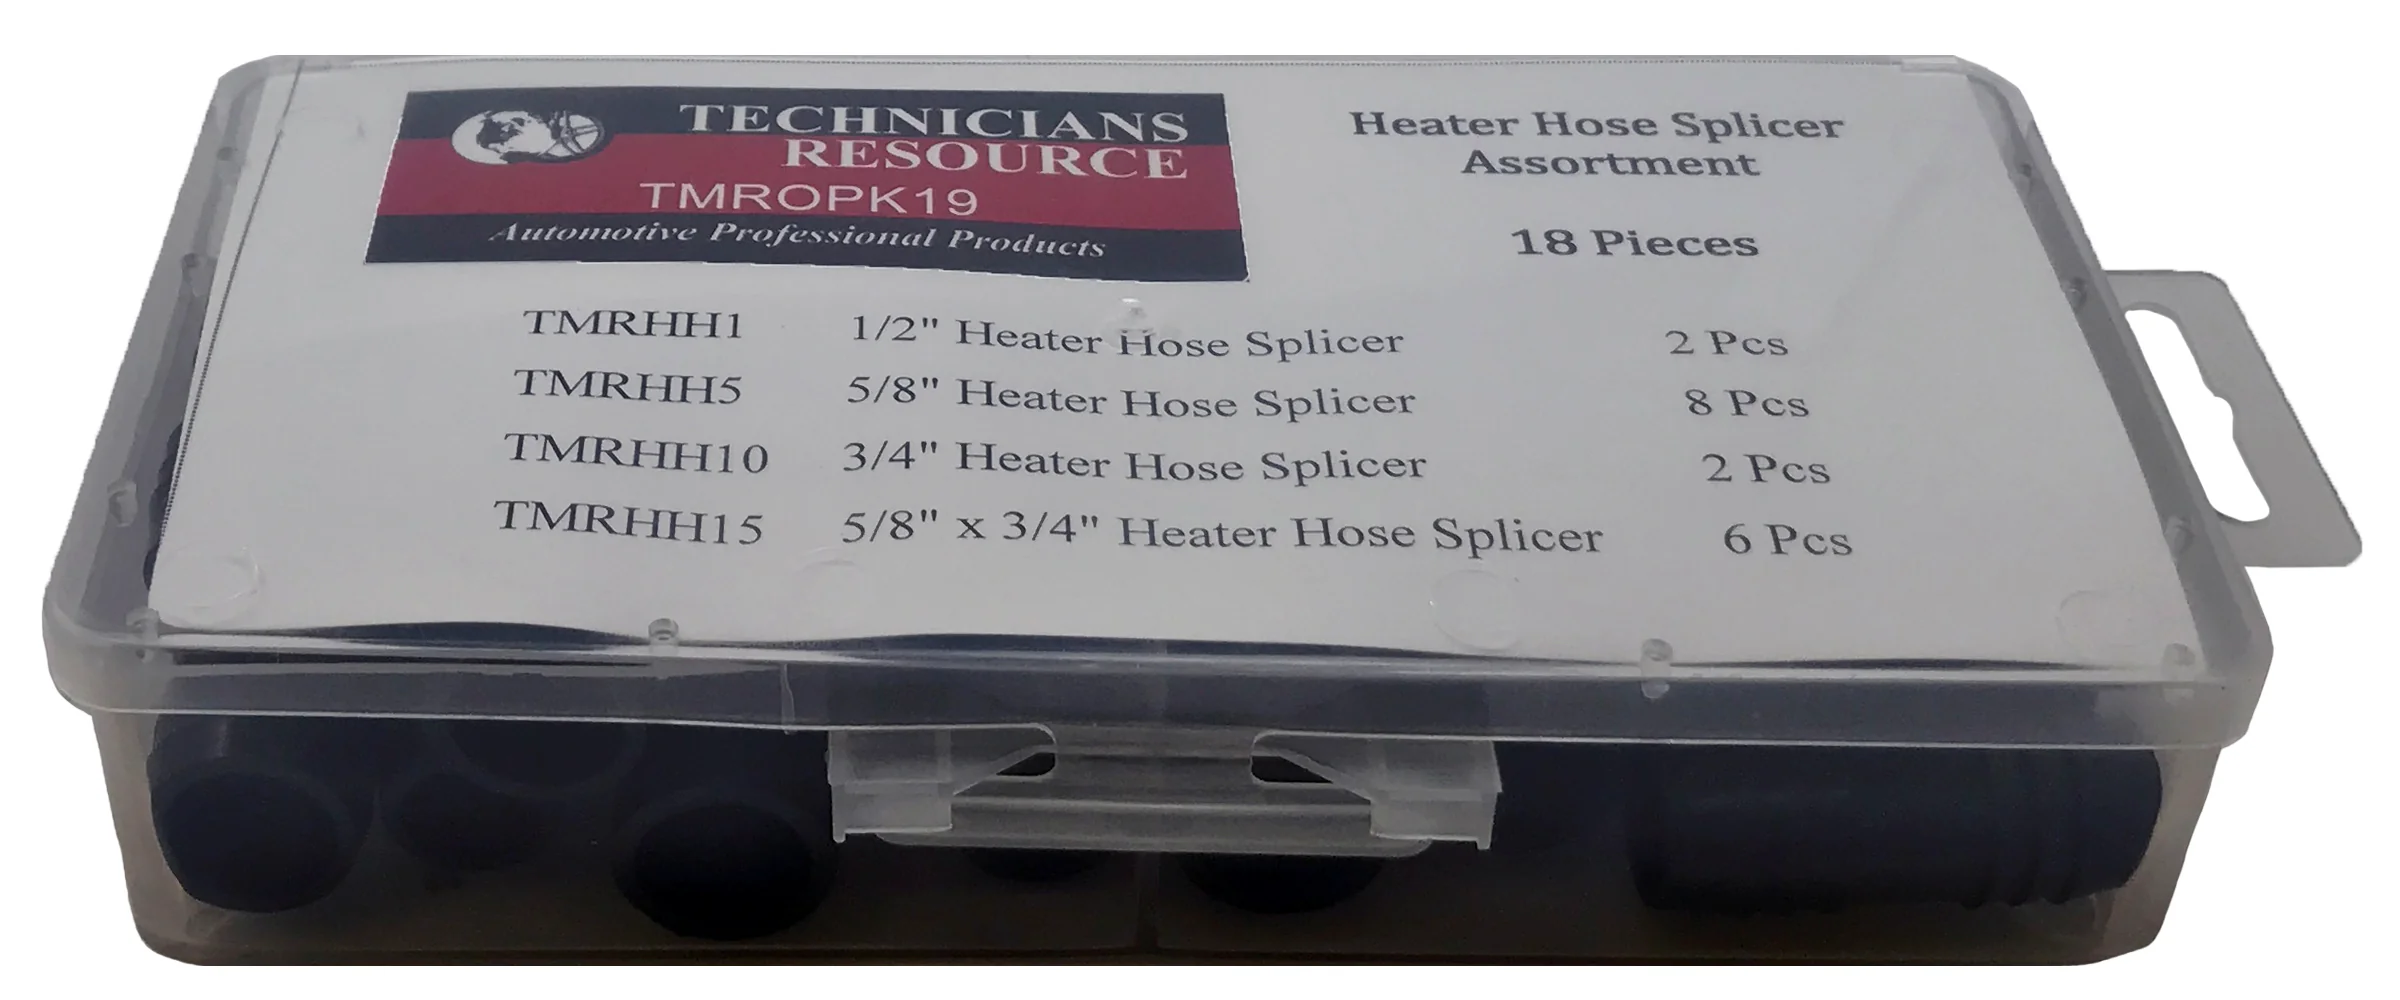 TECHNICIANS
RESOURCE
TMROPK19
Automotive Professional Products
Heater Hose Splicer
Assortment
18 Pieces
TMRHH1 1/2" Heater Hose Splicer 2 Pcs
TMRHH5 5/8" Heater Hose Splicer 8 Pcs
TMRHH10 3/4" Heater Hose Splicer 2 Pcs
TMRHH15 5/8" x 3/4" Heater Hose Splicer 6 Pcs